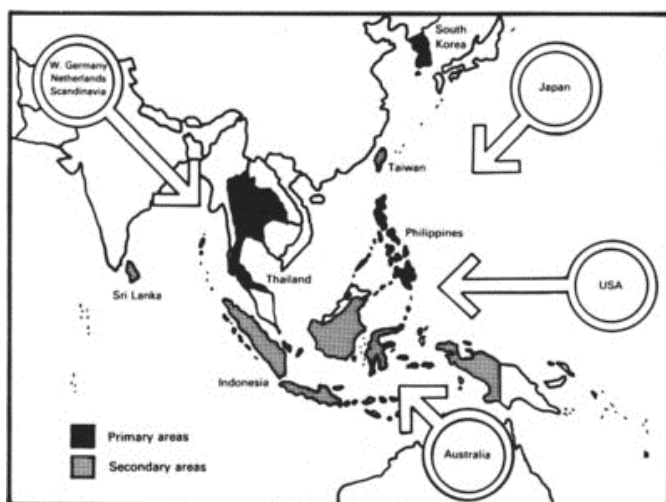 South
Korea
W. Germany
Netherlands
Scandinavia
Japan
Taiwan
Philippines
Thailand
USA
Sri Lanka
Indonesia
Primary areas
Secondary areas
Australia